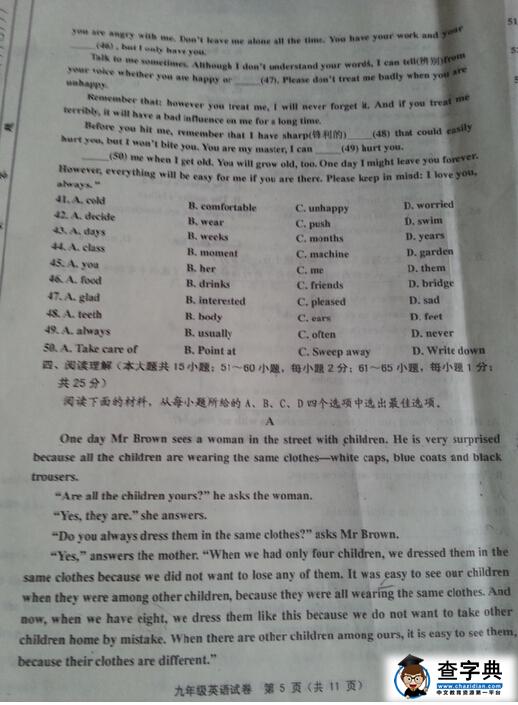 you are angry with me. Don't leave me alone all the time. You have your work and your
_____(46) , but I only have you.
Talk to me sometimes. Although I don't understand your words, I can tell(辨别)from
your voice whether you are happy or _____(47). Please don't treat me badly when you are
unhappy.
Remember that: however you treat me, I will never forget it. And if you treat me
terribly, it will have a bad influence on me for a long time.
Before you hit me, remember that I have sharp(锋利的)_____(48) that could easily
hurt you, but I won't bite you. You are my master, I can _____(49) hurt you.
_____(50) me when I get old. You will grow old, too. One day I might leave you forever.
However, everything will be easy for me if you are there. Please keep in mind: I love you,
always."
41. A. cold B. comfortable C. unhappy D. worried
42. A. decide B. wear C. push D. swim
43. A. days B. weeks C. months D. years
44. A. class B. moment C. machine D. garden
45. A. you B. her C. me D. them
46. A. food B. drinks C. friends D. bridge
47. A. glad B. interested C. pleased D. sad
48. A. teeth B. body C. ears D. feet
49. A. always B. usually C. often D. never
50. A. Take care of B. Point at C. Sweep away D. Write down
四、阅读理解(本大题共 15 小题; 51~60 小题, 每小题 2 分; 61~65 小题, 每小题 1 分;
共 25 分)
阅读下面的材料, 从每小题所给的 A、B、C、D 四个选项中选出最佳选项。
A
One day Mr Brown sees a woman in the street with children. He is very surprised
because all the children are wearing the same clothes—white caps, blue coats and black
trousers.
"Are all the children yours?" he asks the woman.
"Yes, they are." she answers.
"Do you always dress them in the same clothes?" asks Mr Brown.
"Yes," answers the mother. "When we had only four children, we dressed them in the
same clothes because we did not want to lose any of them. It was easy to see our children
when they were among other children, because they were all wearing the same clothes. And
now, when we have eight, we dress them like this because we do not want to take other
children home by mistake. When there are other children among ours, it is easy to see them,
because their clothes are different."
九年级英语试卷 第 5 页 (共 11 页)
51
查字典
www.chazidian.com
中文教育资源第一平台